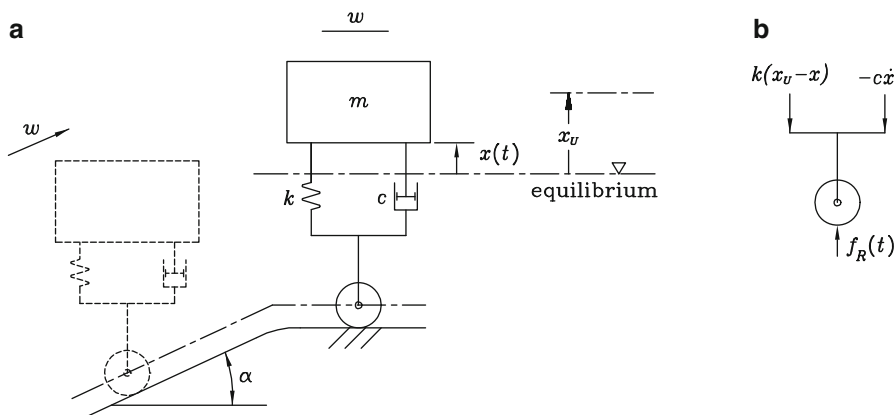 a
w
b
k(x_U−x)
−cẋ
m
w
x_U
x(t)
k
c
equilibrium
f_R(t)
α